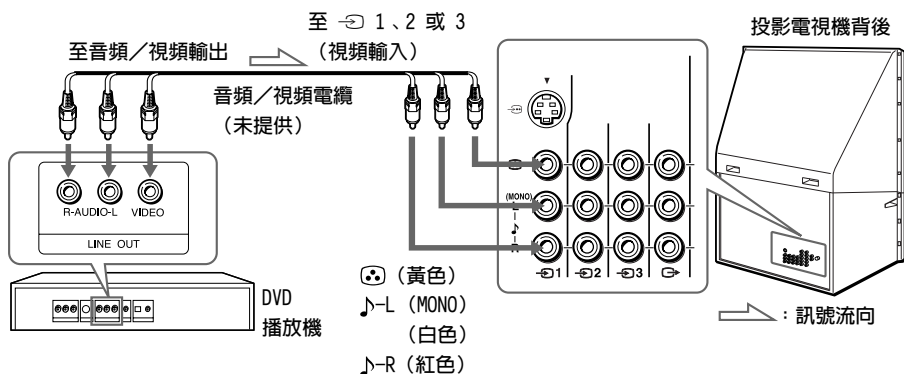 至音頻／視頻輸出
至 1、2 或 3
（視頻輸入）
投影電視機背後
音頻／視頻電纜
（未提供）
R-AUDIO-L VIDEO
LINE OUT
DVD
播放機
(MONO)
L
R
1 2 3
（黃色）
♪-L (MONO)
（白色）
♪-R（紅色）
：訊號流向